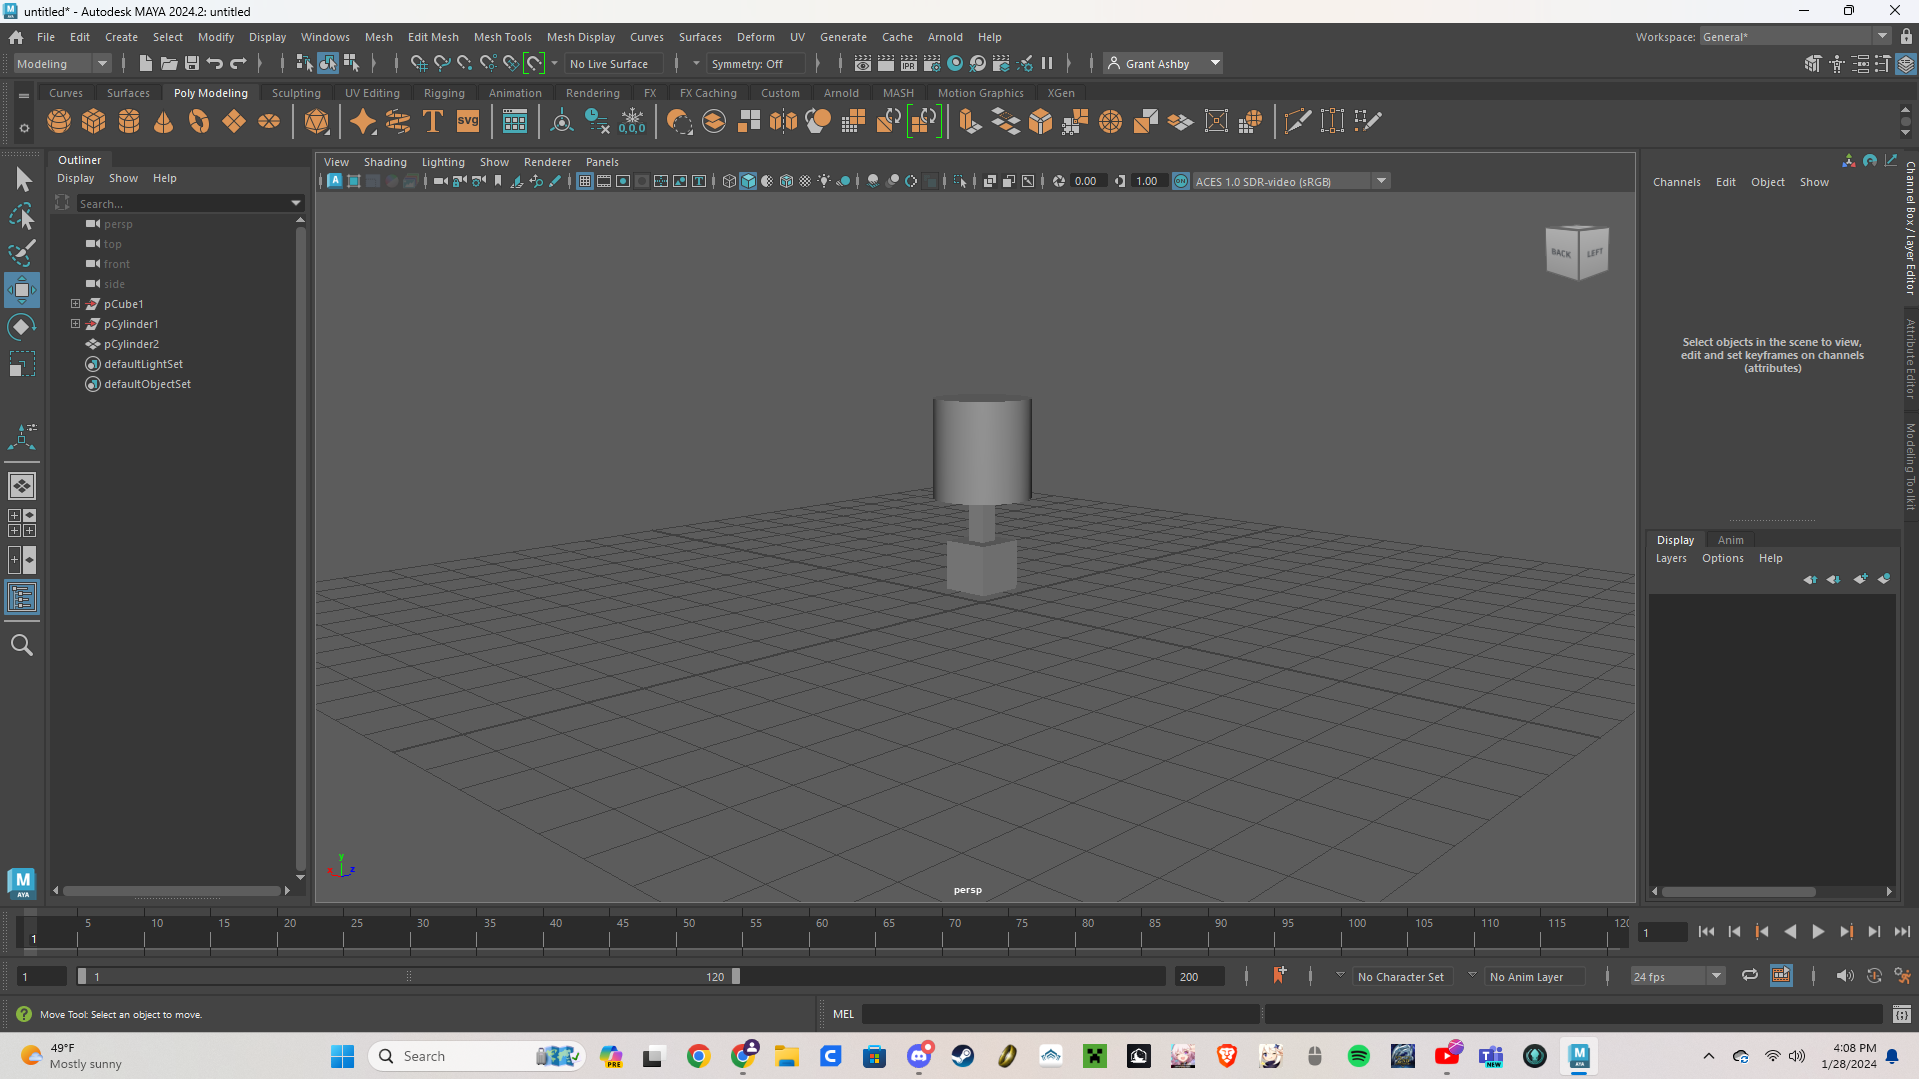 untitled* - Autodesk MAYA 2024.2: untitled
File Edit Create Select Modify Display Windows Mesh Edit Mesh Mesh Tools Mesh Display Curves Surfaces Deform UV Generate Cache Arnold Help
Workspace: General*
Modeling
No Live Surface
Symmetry: Off
IPR
Grant Ashby
Curves Surfaces Poly Modeling Sculpting UV Editing Rigging Animation Rendering FX FX Caching Custom Arnold MASH Motion Graphics XGen
T
svg
0,0,0
Outliner
Display Show Help
Search...
persp
top
front
side
pCube1
pCylinder1
pCylinder2
defaultLightSet
defaultObjectSet
View Shading Lighting Show Renderer Panels
0.00
1.00
ON
ACES 1.0 SDR-video (sRGB)
BACK
LEFT
y
x
z
persp
Channels Edit Object Show
Select objects in the scene to view,
edit and set keyframes on channels
(attributes)
Channel Box / Layer Editor
Attribute Editor
Modeling Toolkit
Display Anim
Layers Options Help
M
AYA
5 10 15 20 25 30 35 40 45 50 55 60 65 70 75 80 85 90 95 100 105 110 115 120
1
1
1
1
120
200
No Character Set
No Anim Layer
24 fps
Move Tool: Select an object to move.
MEL
49°F
Mostly sunny
Search
PRE
NEW
4:08 PM
1/28/2024